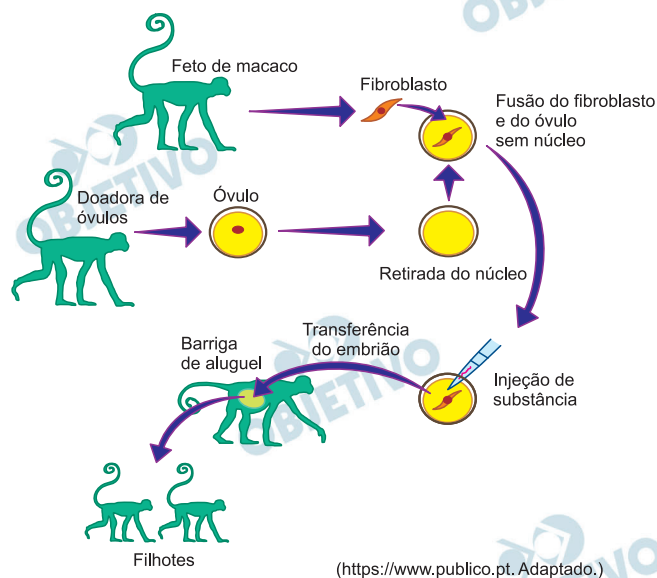 Feto de macaco
Fibroblasto
Fusão do fibroblasto
e do óvulo
sem núcleo
Doadora de
óvulos
Óvulo
Retirada do núcleo
Barriga
de aluguel
Transferência
do embrião
Injeção de
substância
Filhotes
(https://www.publico.pt. Adaptado.)
OBJETIVO
OBJETIVO
OBJETIVO